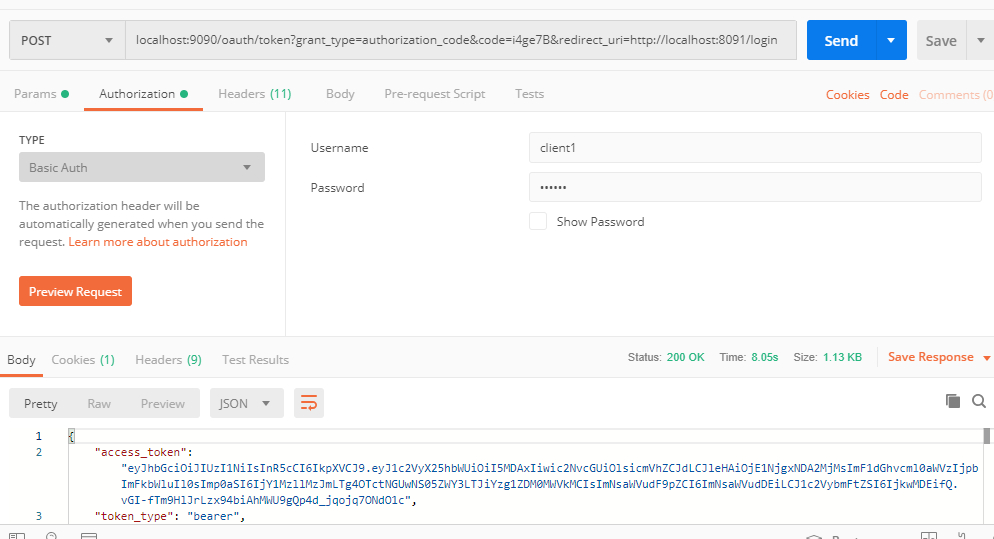 POST
localhost:9090/oauth/token?grant_type=authorization_code&code=i4ge7B&redirect_uri=http://localhost:8091/login
Send
Save
Params
Authorization
Headers (11)
Body
Pre-request Script
Tests
Cookies
Code
Comments (0
TYPE
Basic Auth
The authorization header will be
automatically generated when you send the
request. Learn more about authorization
Preview Request
Username
client1
Password
••••••
Show Password
Body
Cookies (1)
Headers (9)
Test Results
Status: 200 OK
Time: 8.05s
Size: 1.13 KB
Save Response
Pretty
Raw
Preview
JSON
1 {
2 "access_token":
"eyJhbGciOiJIUzI1NiIsInR5cCI6IkpXVCJ9.eyJ1c2VyX25hbWUiOiI5MDAxIiwic2NvcGUiOlsicmVhZCJdLCJleHAiOjE1NjgxNDA2MjMsImF1dGhvcml0aWVzIjpb
ImFkbWluIl0sImp0aSI6IjY1MzllMzJmLTg4OTctNGUwNS05ZWY3LTJiYzg1ZDM0MWVkMCIsImNsaWVudF9pZCI6ImNsaWVudDEiLCJ1c2VybmFtZSI6IjkwMDEifQ.
vGI-fTm9HlJrLzx94biAhMWU9gQp4d_jqojq7ONdO1c",
3 "token_type": "bearer",